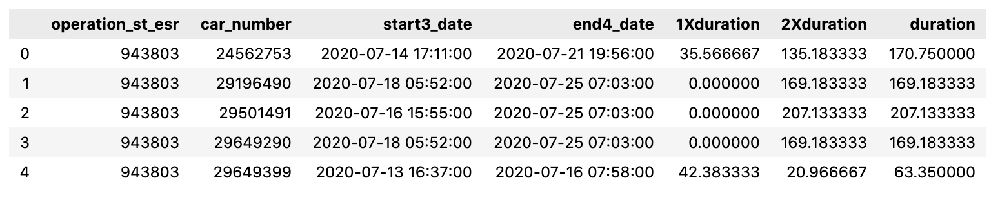 operation_st_esr car_number start3_date end4_date 1Xduration 2Xduration duration
0 943803 24562753 2020-07-14 17:11:00 2020-07-21 19:56:00 35.566667 135.183333 170.750000
1 943803 29196490 2020-07-18 05:52:00 2020-07-25 07:03:00 0.000000 169.183333 169.183333
2 943803 29501491 2020-07-16 15:55:00 2020-07-25 07:03:00 0.000000 207.133333 207.133333
3 943803 29649290 2020-07-18 05:52:00 2020-07-25 07:03:00 0.000000 169.183333 169.183333
4 943803 29649399 2020-07-13 16:37:00 2020-07-16 07:58:00 42.383333 20.966667 63.350000